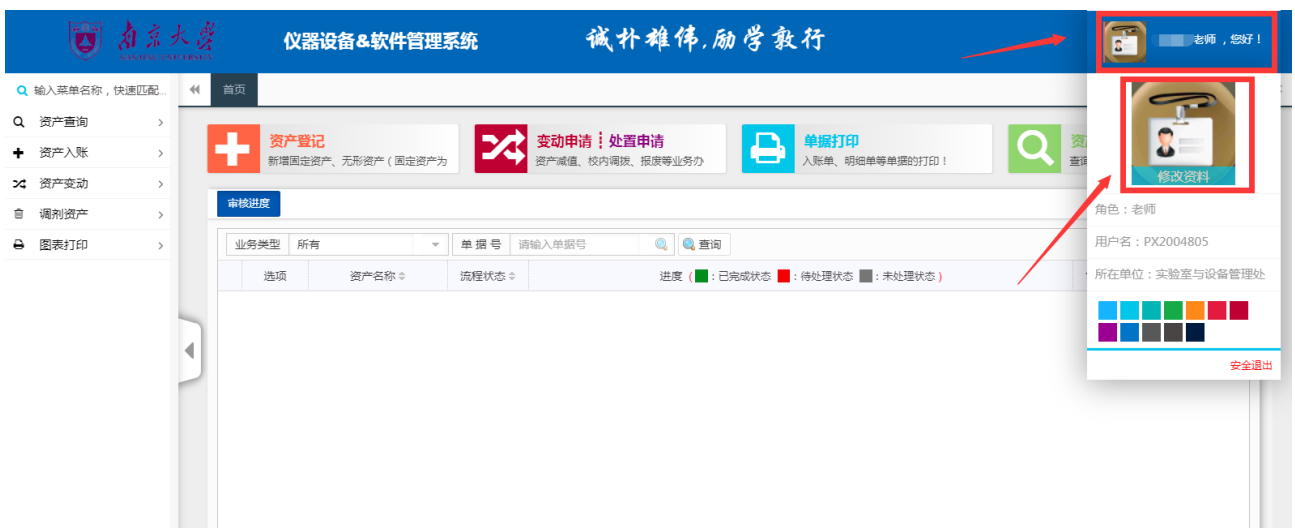 南京大學
NANJING UNIVERSITY
仪器设备&软件管理系统
诚朴雄伟,励学敦行
老师，您好！
输入菜单名称，快速匹配...
首页
资产查询
资产入账
资产变动
调剂资产
图表打印
资产登记
新增固定资产、无形资产（固定资产为
变动申请┇处置申请
资产减值、校内调拨、报废等业务办
单据打印
入账单、明细单等单据的打印！
修改资料
角色：老师
用户名：PX2004805
所在单位：实验室与设备管理处
安全退出
审核进度
业务类型 所有 单 据 号 请输入单据号 查询
选项 资产名称 流程状态 进度（ ：已完成状态 ：待处理状态 ：未处理状态）